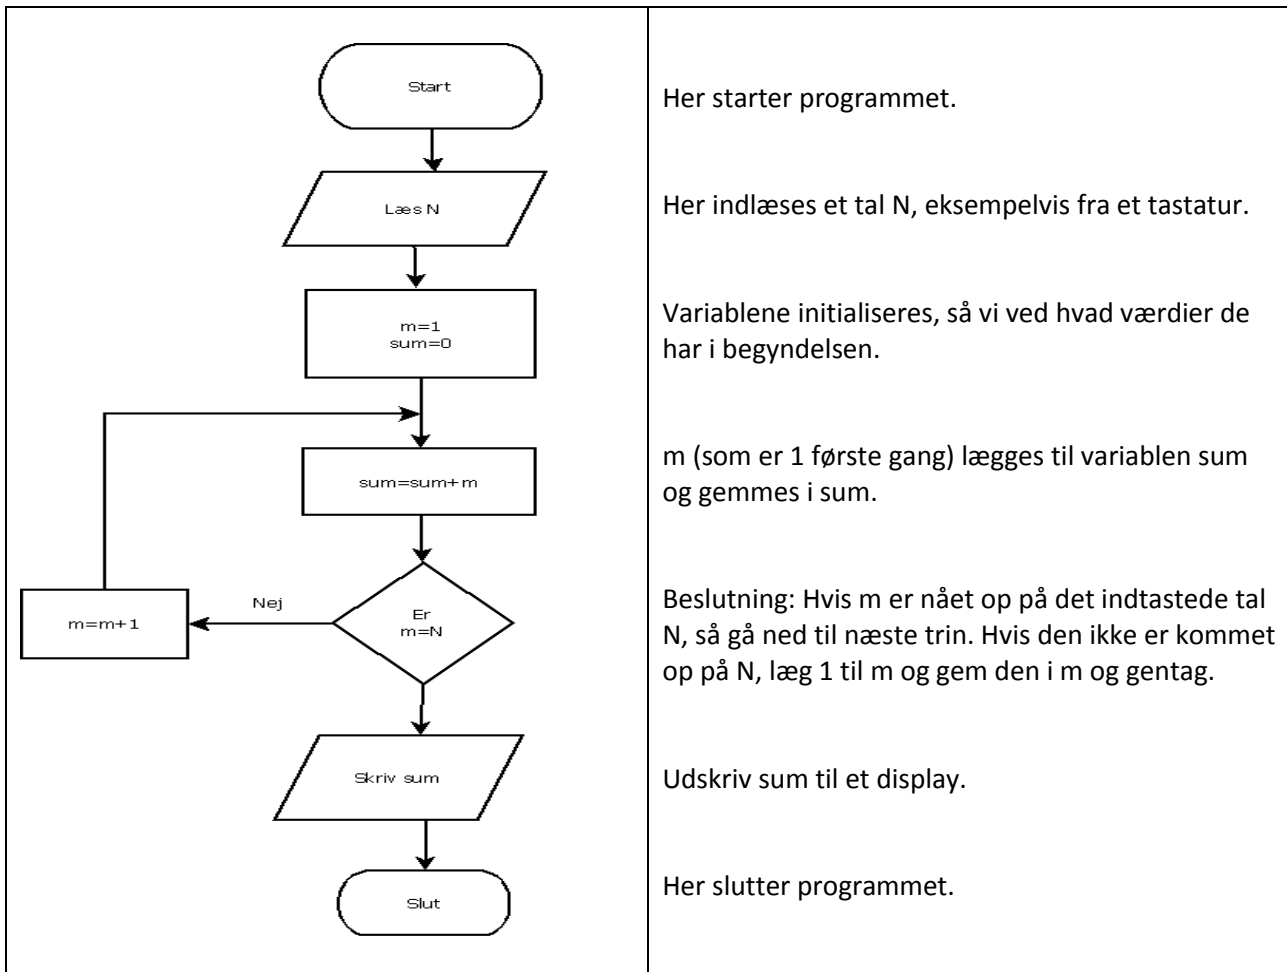 Start
Her starter programmet.
Læs N
Her indlæses et tal N, eksempelvis fra et tastatur.
m=1
sum=0
Variablene initialiseres, så vi ved hvad værdier de
har i begyndelsen.
sum=sum+m
m (som er 1 første gang) lægges til variablen sum
og gemmes i sum.
m=m+1
Nej
Er
m=N
Beslutning: Hvis m er nået op på det indtastede tal
N, så gå ned til næste trin. Hvis den ikke er kommet
op på N, læg 1 til m og gem den i m og gentag.
Skriv sum
Udskriv sum til et display.
Slut
Her slutter programmet.